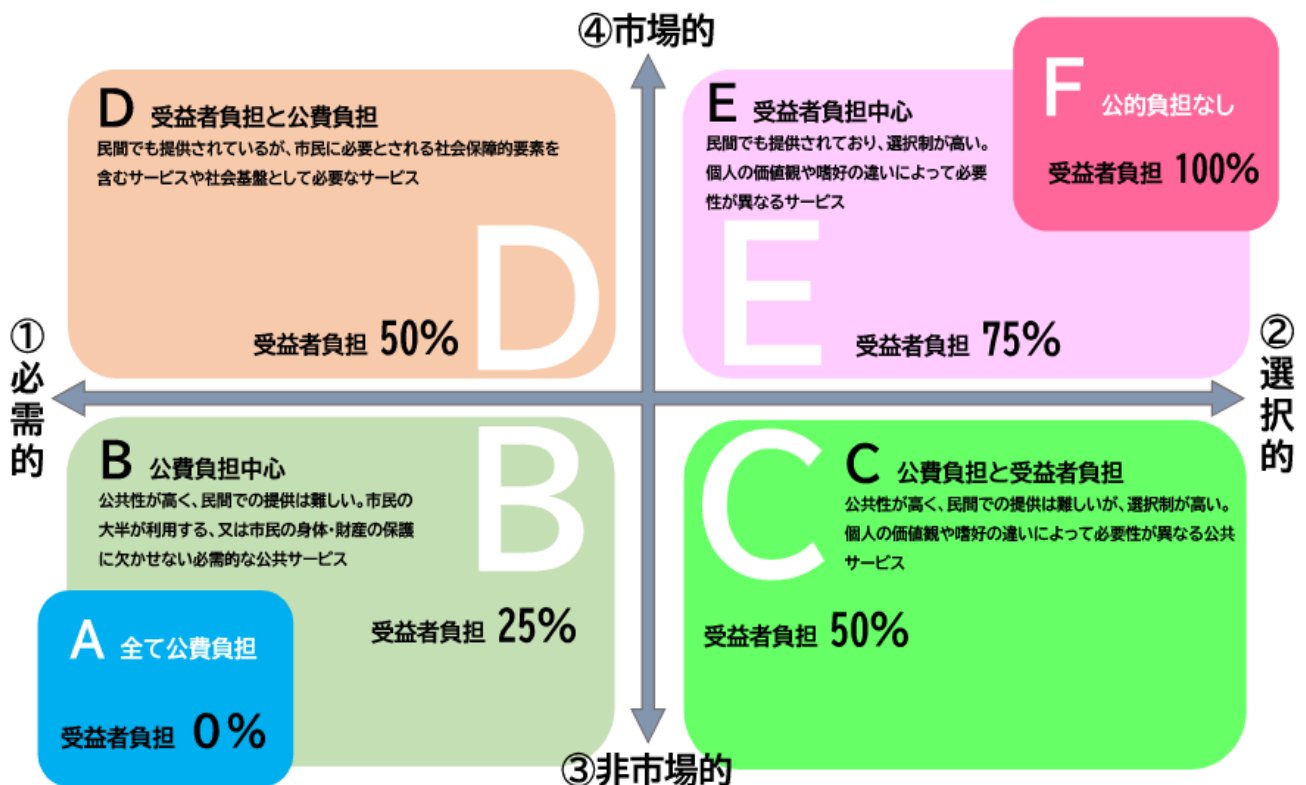 ④市場的
D 受益者負担と公費負担
民間でも提供されているが、市民に必要とされる社会保障的要素を
含むサービスや社会基盤として必要なサービス
D
受益者負担 50%
E 受益者負担中心
民間でも提供されており、選択制が高い。
個人の価値観や嗜好の違いによって必要
性が異なるサービス
E
受益者負担 75%
F 公的負担なし
受益者負担 100%
①必需的
②選択的
B 公費負担中心
公共性が高く、民間での提供は難しい。市民の
大半が利用する、又は市民の身体・財産の保護
に欠かせない必需的な公共サービス
B
受益者負担 25%
A 全て公費負担
受益者負担 0%
C
C 公費負担と受益者負担
公共性が高く、民間での提供は難しいが、選択制が高い。
個人の価値観や嗜好の違いによって必要性が異なる公共
サービス
受益者負担 50%
③非市場的